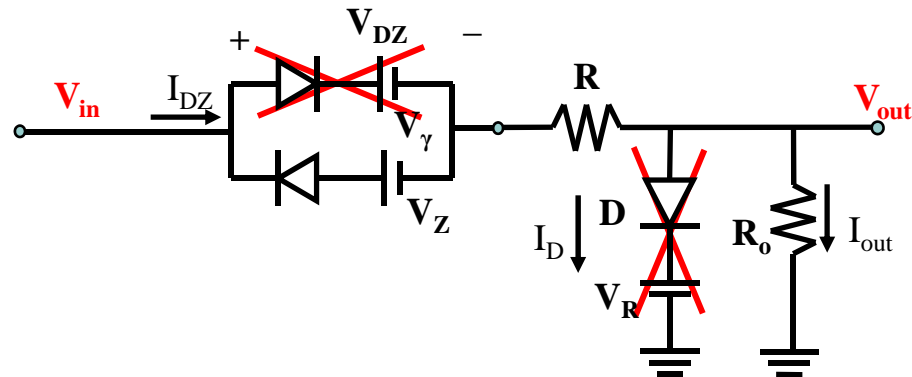 + V_DZ −
I_DZ
V_in
V_γ
V_Z
R
V_out
D
I_D
V_R
R_o
I_out